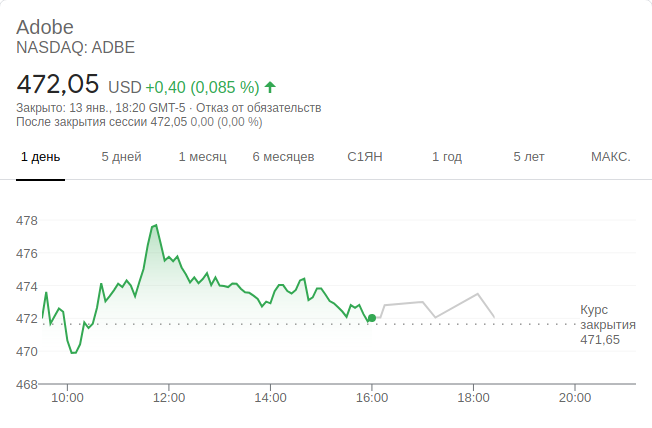 Adobe
NASDAQ: ADBE
472,05 USD +0,40 (0,085 %)
Закрыто: 13 янв., 18:20 GMT-5 · Отказ от обязательств
После закрытия сессии 472,05 0,00 (0,00 %)
1 день 5 дней 1 месяц 6 месяцев С1ЯН 1 год 5 лет МАКС.
478
476
474
472
470
468
Курс
закрытия
471,65
10:00 12:00 14:00 16:00 18:00 20:00